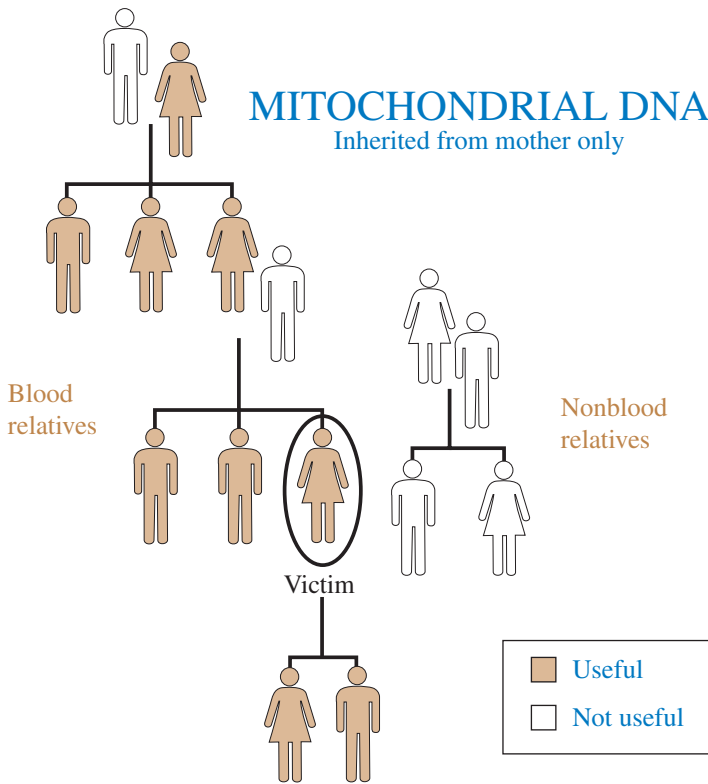 MITOCHONDRIAL DNA
Inherited from mother only
Blood
relatives
Nonblood
relatives
Victim
Useful
Not useful